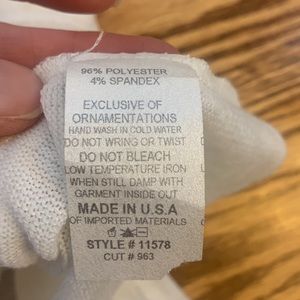 96% POLYESTER
4% SPANDEX
EXCLUSIVE OF
ORNAMENTATIONS
HAND WASH IN COLD WATER
DO NOT WRING OR TWIST
DO NOT BLEACH
LOW TEMPERATURE IRON
WHEN STILL DAMP WITH
GARMENT INSIDE OUT
MADE IN U.S.A
OF IMPORTED MATERIALS
STYLE # 11578
CUT # 963